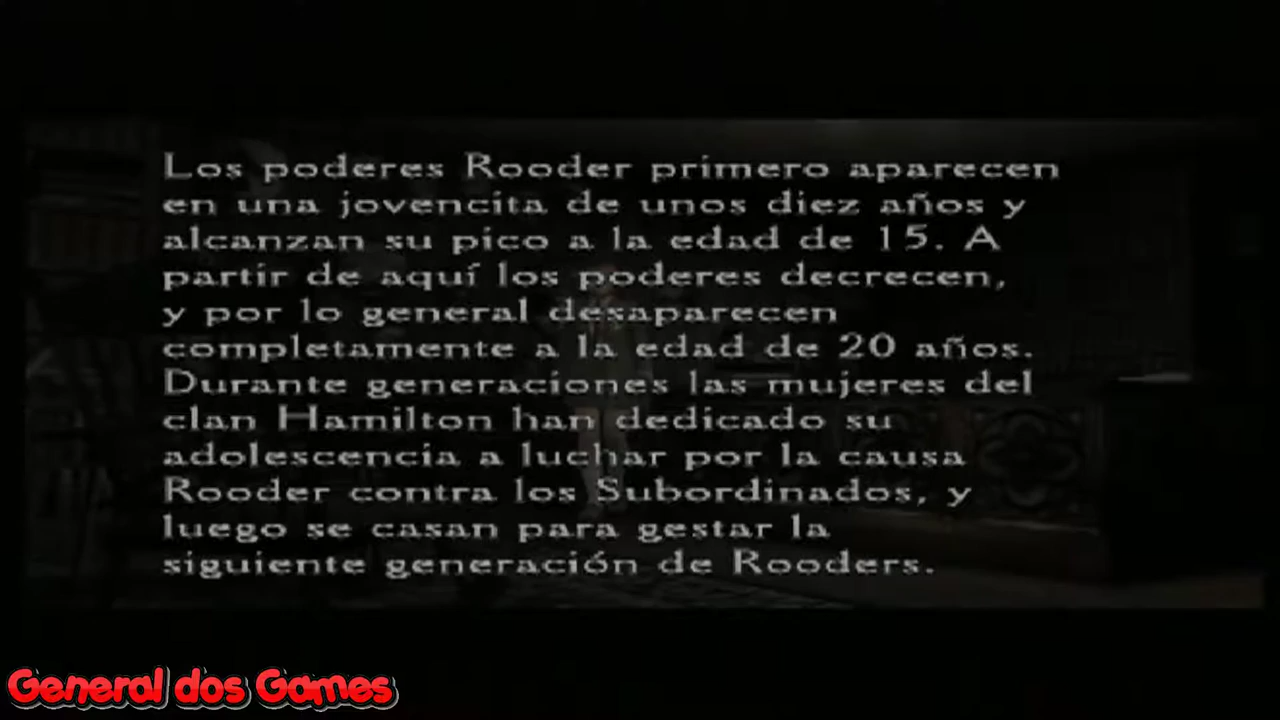 Los poderes Rooder primero aparecen
en una jovencita de unos diez años y
alcanzan su pico a la edad de 15. A
partir de aquí los poderes decrecen,
y por lo general desaparecen
completamente a la edad de 20 años.
Durante generaciones las mujeres del
clan Hamilton han dedicado su
adolescencia a luchar por la causa
Rooder contra los Subordinados, y
luego se casan para gestar la
siguiente generación de Rooders.
General dos Games